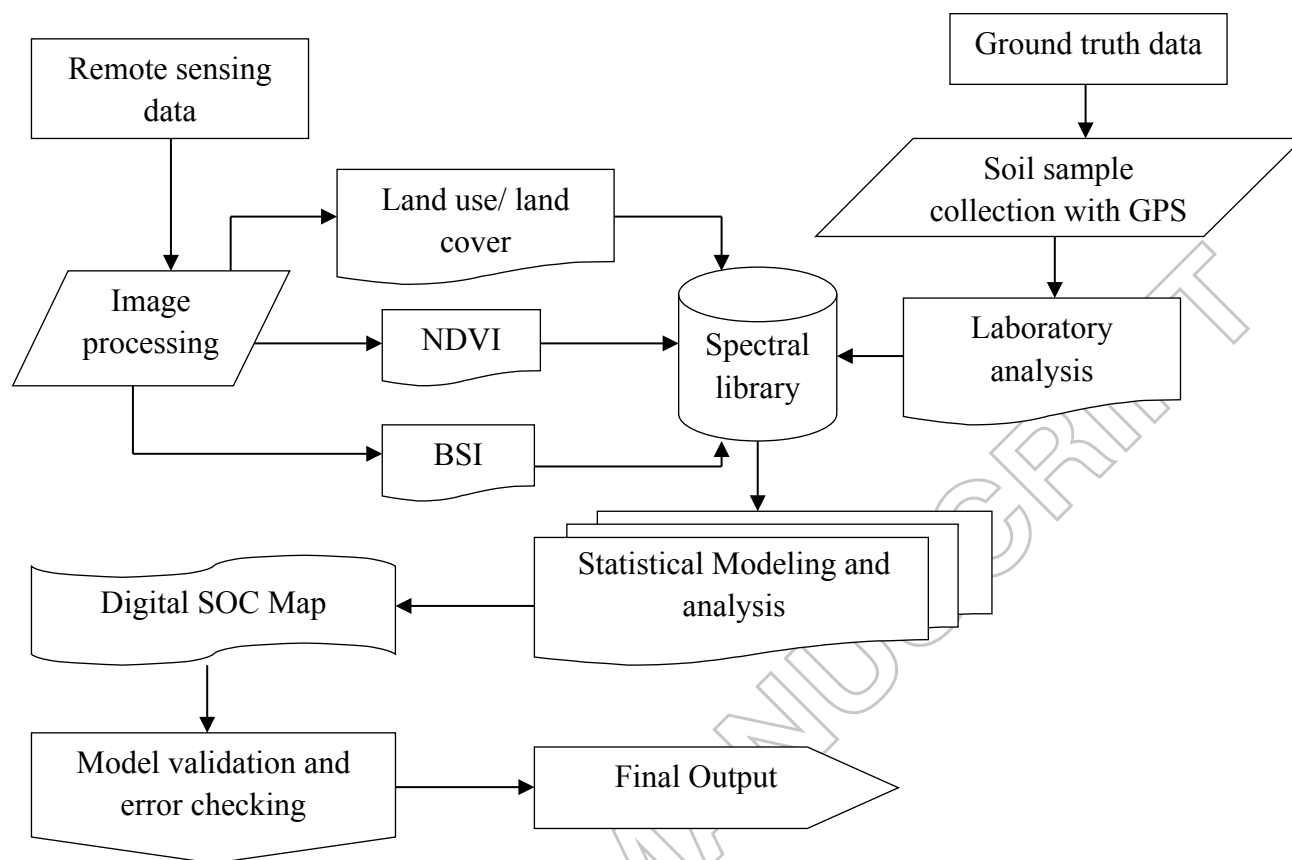 Remote sensing
data
Ground truth data
Soil sample
collection with GPS
Land use/ land
cover
Image
processing
NDVI
Spectral
library
Laboratory
analysis
BSI
Statistical Modeling and
analysis
Digital SOC Map
Model validation and
error checking
Final Output
MANUSCRIPT